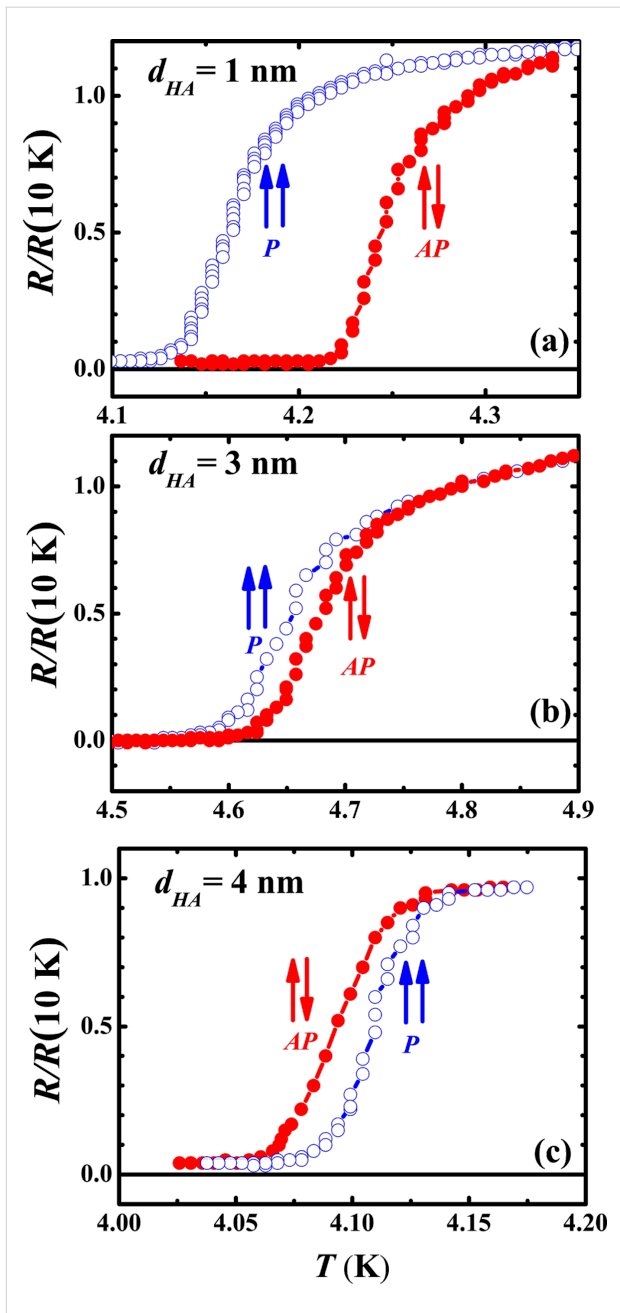 d_HA = 1 nm
1.0
0.5
0.0
R/R(10 K)
P
AP
(a)
4.1 4.2 4.3
d_HA = 3 nm
1.0
0.5
0.0
R/R(10 K)
P
AP
(b)
4.5 4.6 4.7 4.8 4.9
d_HA = 4 nm
1.0
0.5
0.0
R/R(10 K)
AP
P
(c)
4.00 4.05 4.10 4.15 4.20
T (K)